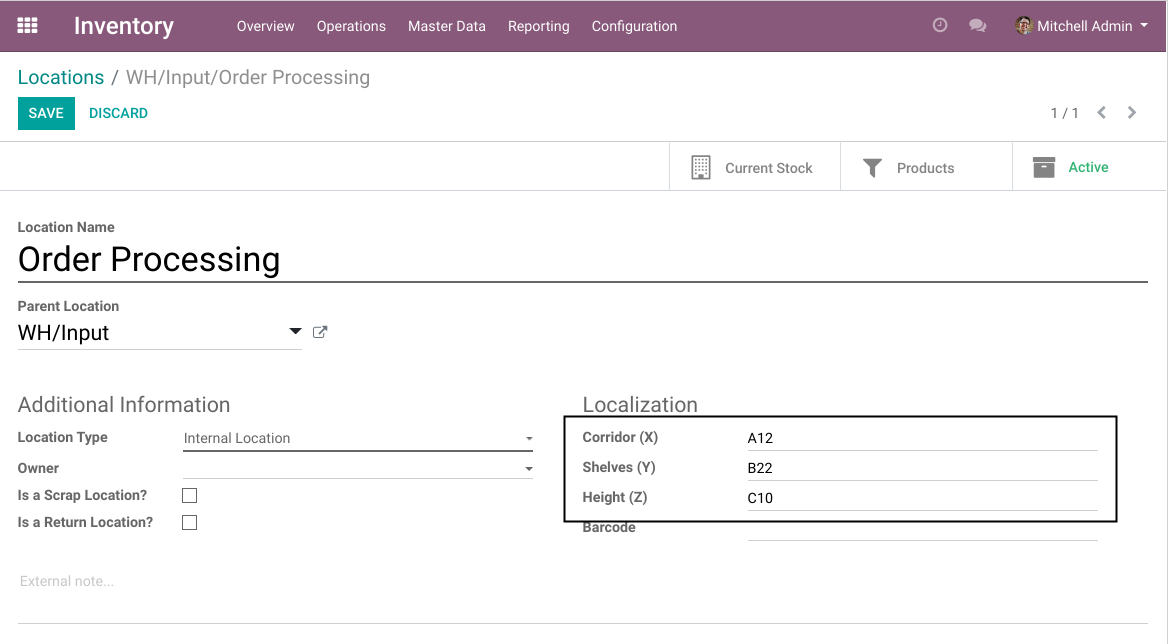 Inventory Overview Operations Master Data Reporting Configuration Mitchell Admin
Locations / WH/Input/Order Processing
SAVE DISCARD 1 / 1
Current Stock Products Active
Location Name
Order Processing
Parent Location
WH/Input
Additional Information Localization
Location Type Internal Location Corridor (X) A12
Owner Shelves (Y) B22
Is a Scrap Location? Height (Z) C10
Is a Return Location? Barcode
External note...